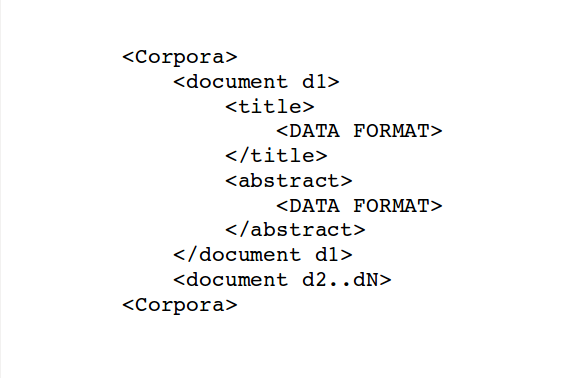 <Corpora>
<document d1>
<title>
<DATA FORMAT>
</title>
<abstract>
<DATA FORMAT>
</abstract>
</document d1>
<document d2..dN>
<Corpora>